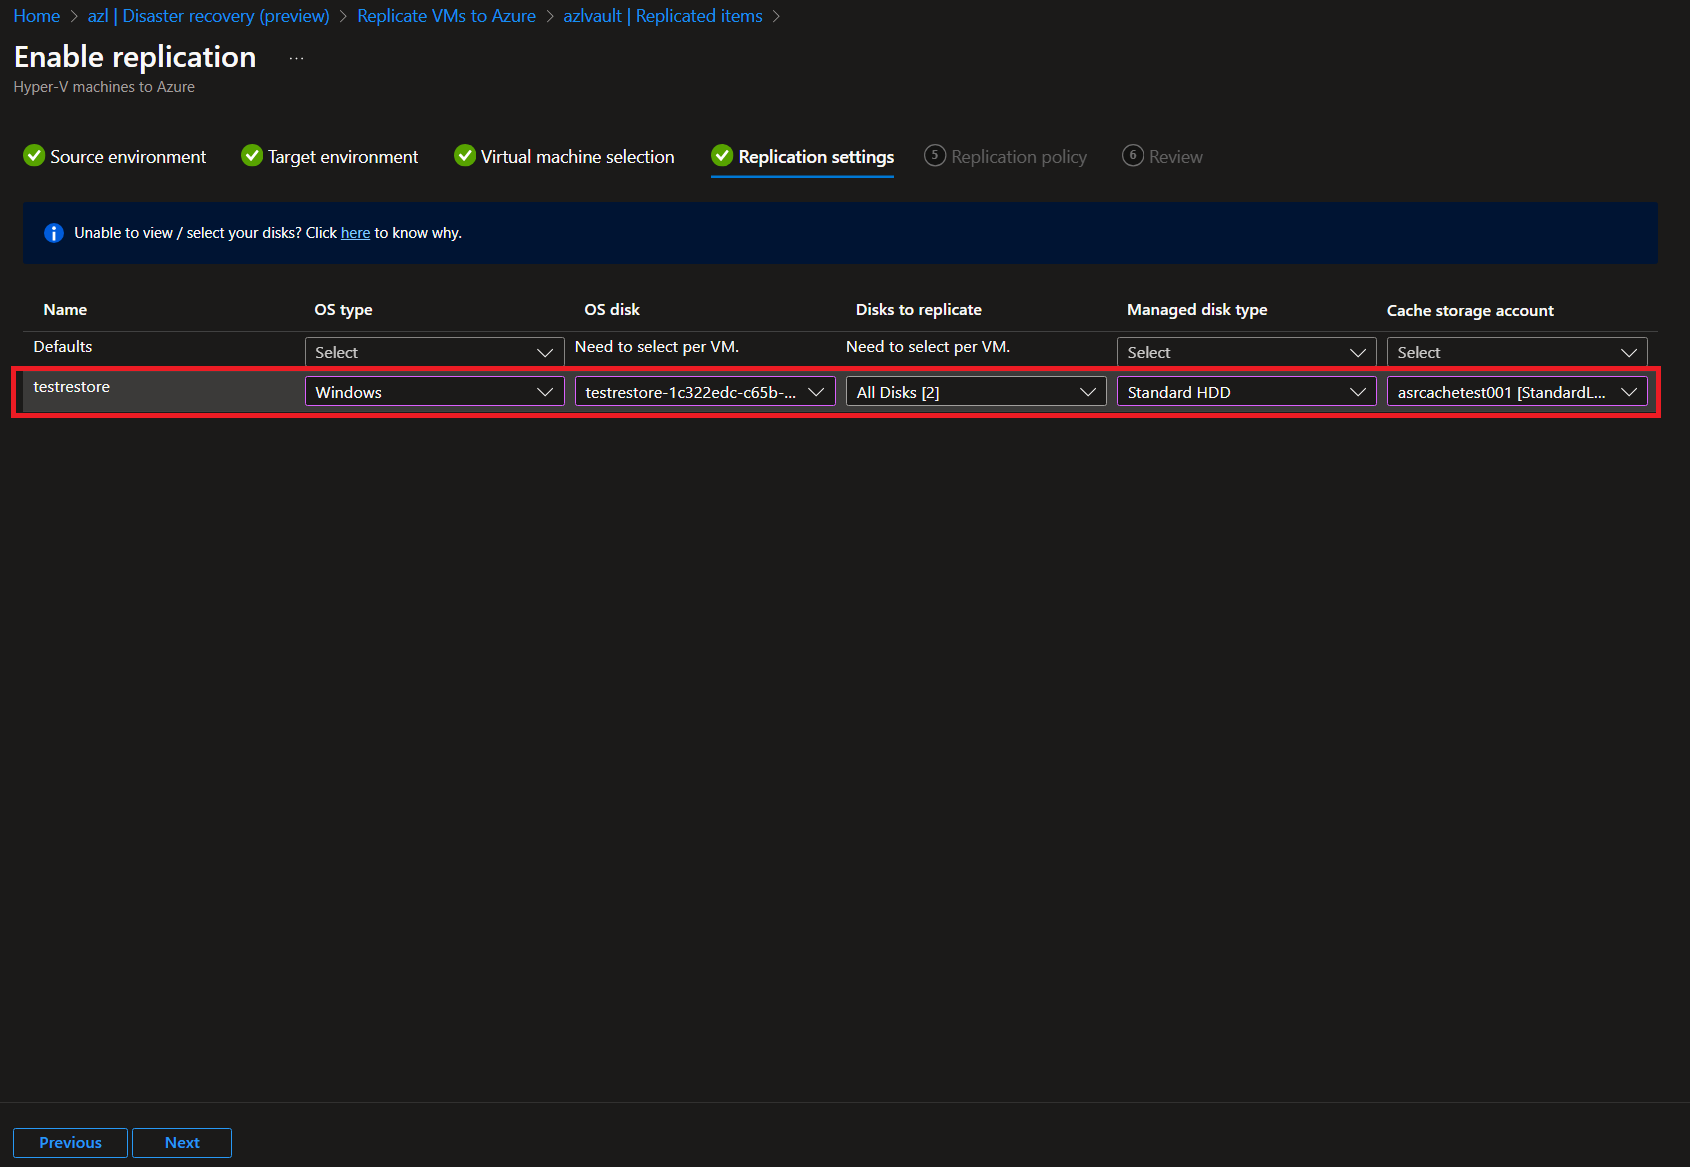 Home > azl | Disaster recovery (preview) > Replicate VMs to Azure > azlvault | Replicated items >
Enable replication ...
Hyper-V machines to Azure
Source environment Target environment Virtual machine selection Replication settings 5 Replication policy 6 Review
Unable to view / select your disks? Click here to know why.
Name OS type OS disk Disks to replicate Managed disk type Cache storage account
Defaults Select Need to select per VM. Need to select per VM. Select Select
testrestore Windows testrestore-1c322edc-c65b-... All Disks [2] Standard HDD asrcachetest001 [StandardL...
Previous Next